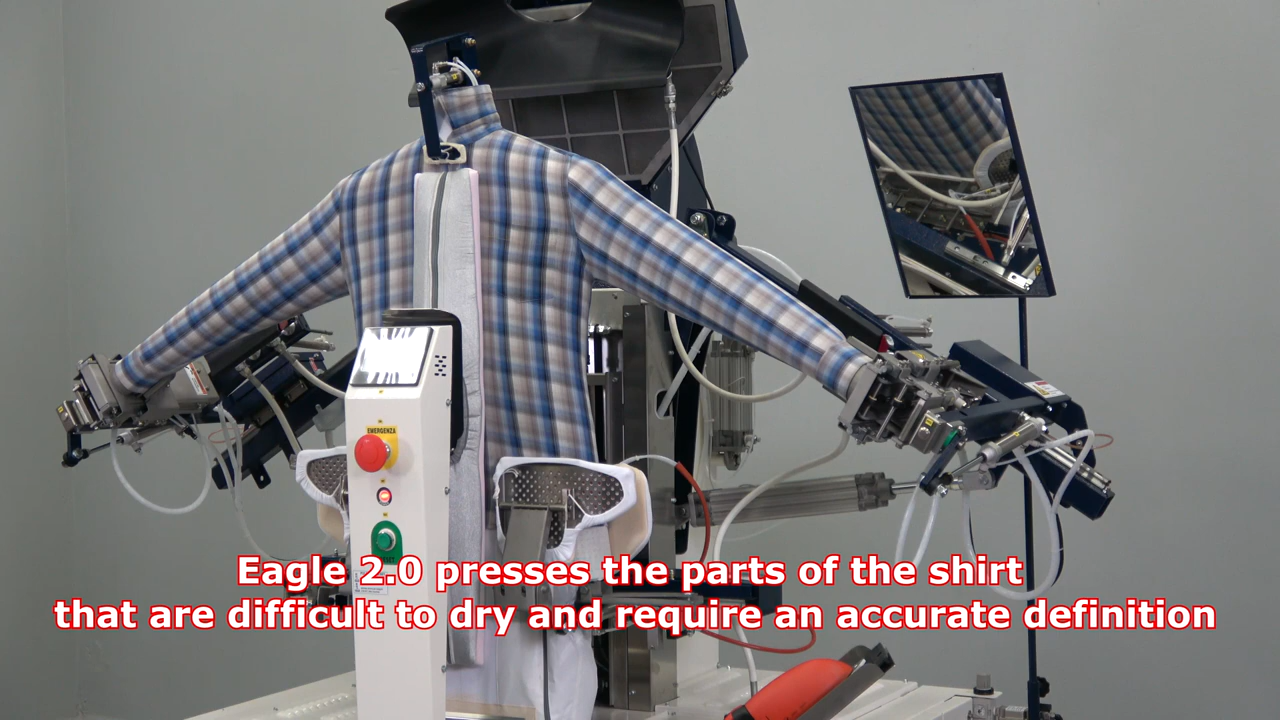 EMERGENZA
Eagle 2.0 presses the parts of the shirt
that are difficult to dry and require an accurate definition